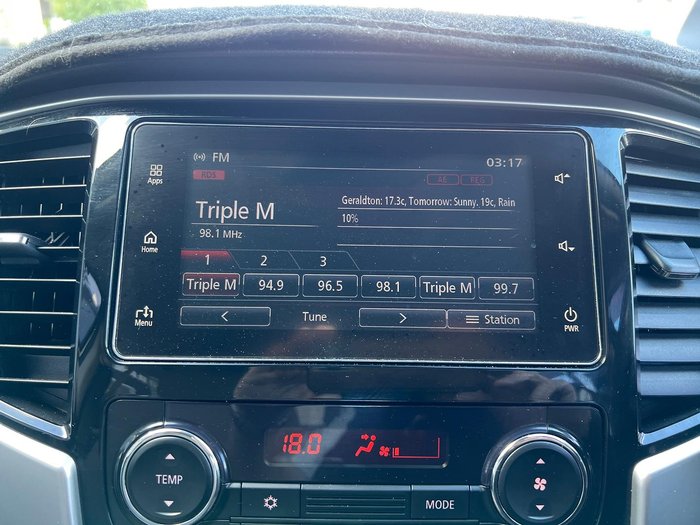 FM
03:17
Apps
RDS
AF REG
Triple M
98.1 MHz
Geraldton: 17.3c, Tomorrow: Sunny. 19c, Rain
10%
Home
1 2 3
Triple M 94.9 96.5 98.1 Triple M 99.7
Menu
< Tune > Station
PWR
18.0
TEMP
MODE